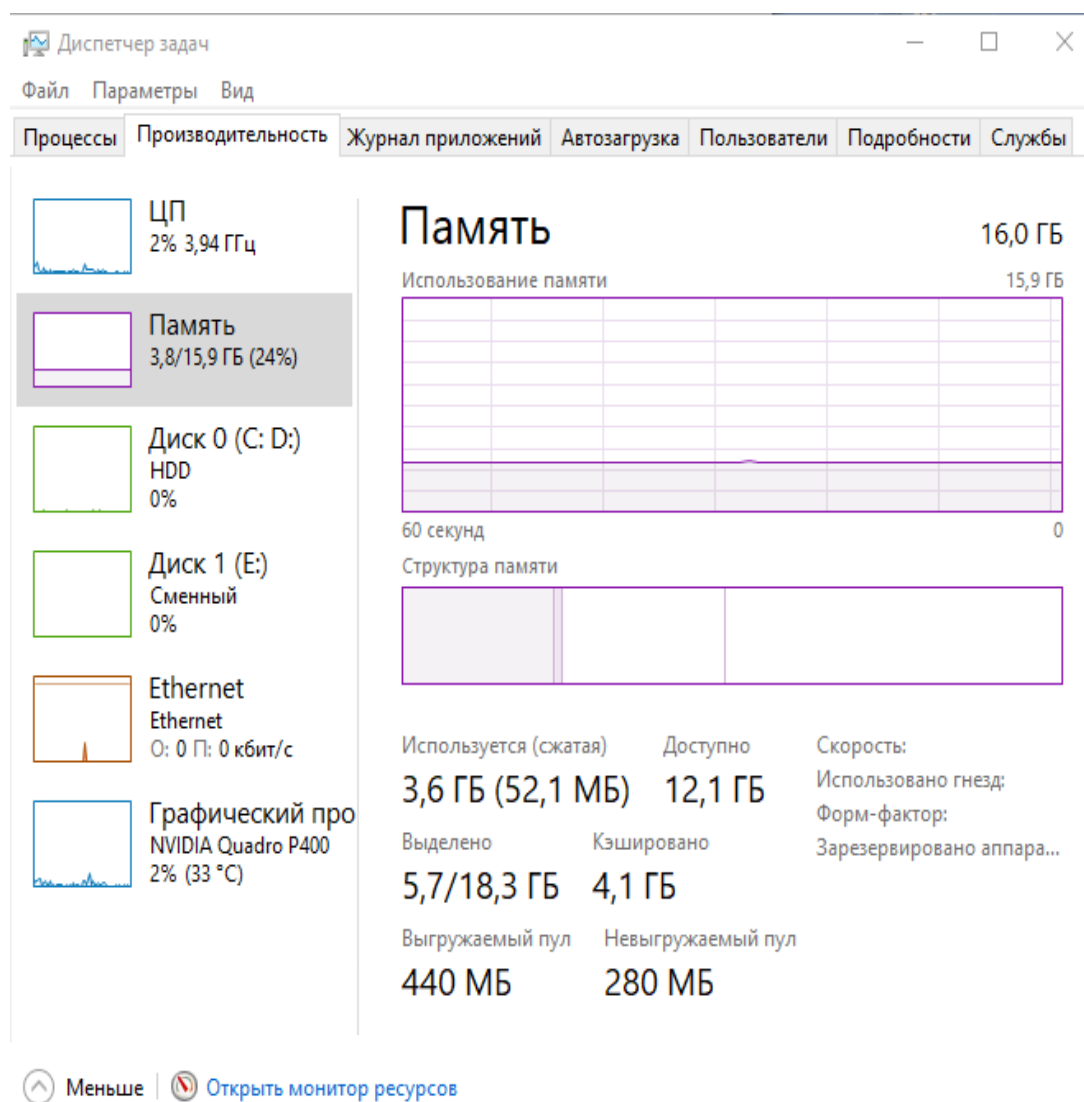 Диспетчер задач
Файл Параметры Вид
Процессы Производительность Журнал приложений Автозагрузка Пользователи Подробности Службы
ЦП
2% 3,94 ГГц
Память
3,8/15,9 ГБ (24%)
Диск 0 (C: D:)
HDD
0%
Диск 1 (E:)
Сменный
0%
Ethernet
Ethernet
О: 0 П: 0 кбит/с
Графический про
NVIDIA Quadro P400
2% (33 °C)
Память 16,0 ГБ
Использование памяти 15,9 ГБ
60 секунд 0
Структура памяти
Используется (сжатая) Доступно
3,6 ГБ (52,1 МБ) 12,1 ГБ
Выделено Кэшировано
5,7/18,3 ГБ 4,1 ГБ
Выгружаемый пул Невыгружаемый пул
440 МБ 280 МБ
Скорость:
Использовано гнезд:
Форм-фактор:
Зарезервировано аппара...
Меньше Открыть монитор ресурсов